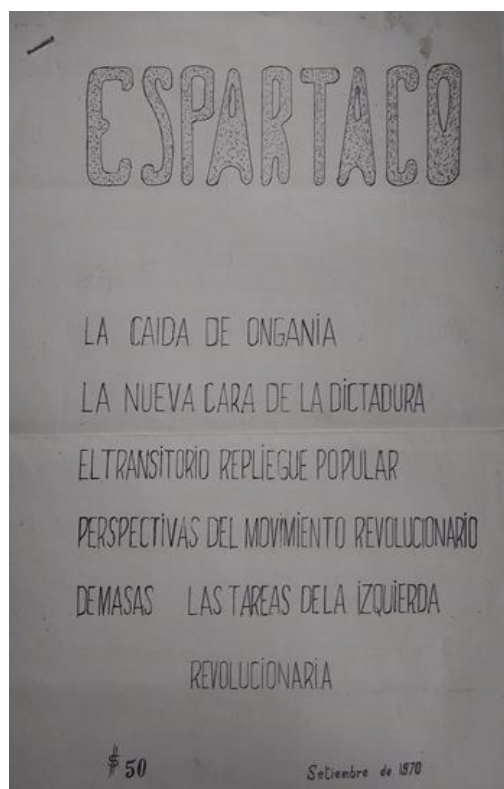 ESPARTACO
LA CAIDA DE ONGANIA
LA NUEVA CARA DE LA DICTADURA
EL TRANSITORIO REPLIEGUE POPULAR
PERSPECTIVAS DEL MOVIMIENTO REVOLUCIONARIO
DE MASAS LAS TAREAS DE LA IZQUIERDA
REVOLUCIONARIA
$ 50 Setiembre de 1970